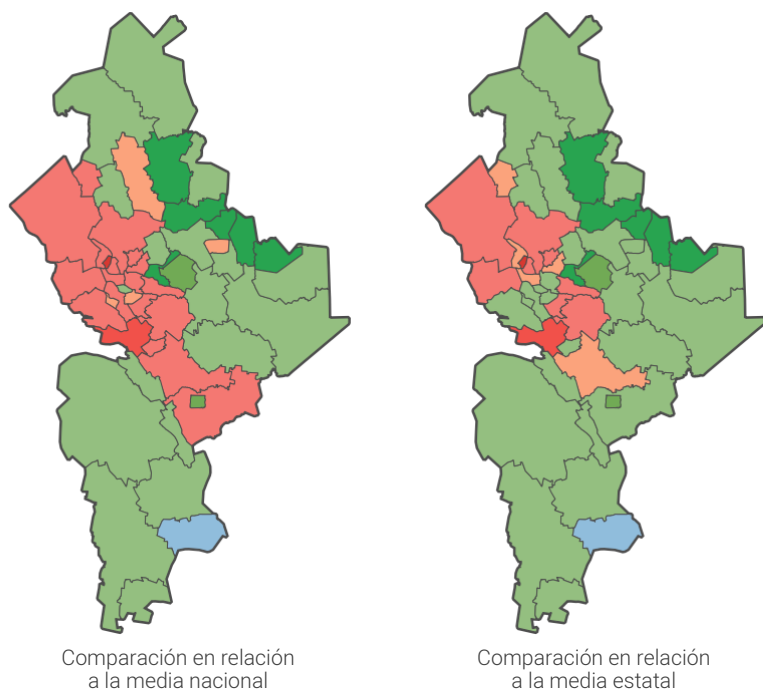 Comparación en relación
a la media nacional
Comparación en relación
a la media estatal